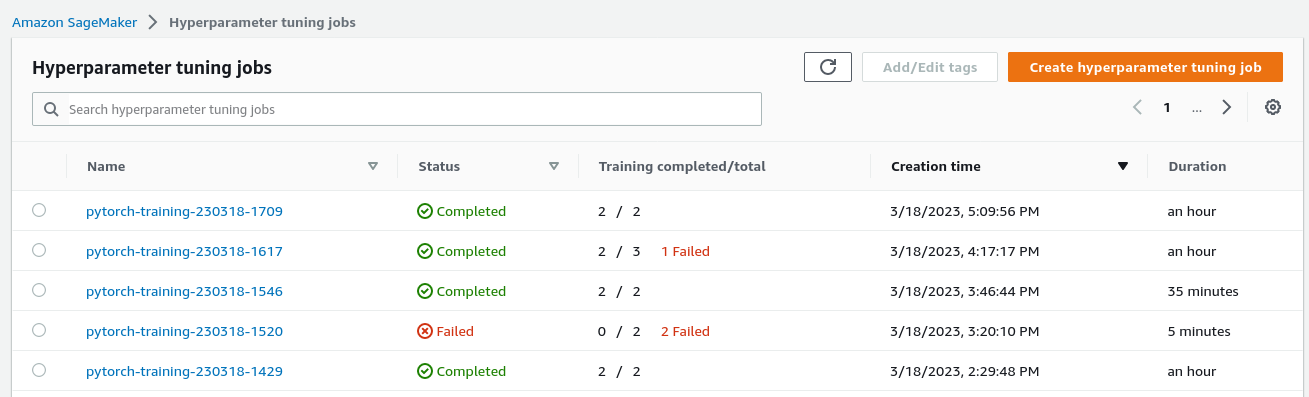 Amazon SageMaker > Hyperparameter tuning jobs
Hyperparameter tuning jobs
Add/Edit tags
Create hyperparameter tuning job
Search hyperparameter tuning jobs
1 ...
Name Status Training completed/total Creation time Duration
pytorch-training-230318-1709 Completed 2 / 2 3/18/2023, 5:09:56 PM an hour
pytorch-training-230318-1617 Completed 2 / 3 1 Failed 3/18/2023, 4:17:17 PM an hour
pytorch-training-230318-1546 Completed 2 / 2 3/18/2023, 3:46:44 PM 35 minutes
pytorch-training-230318-1520 Failed 0 / 2 2 Failed 3/18/2023, 3:20:10 PM 5 minutes
pytorch-training-230318-1429 Completed 2 / 2 3/18/2023, 2:29:48 PM an hour